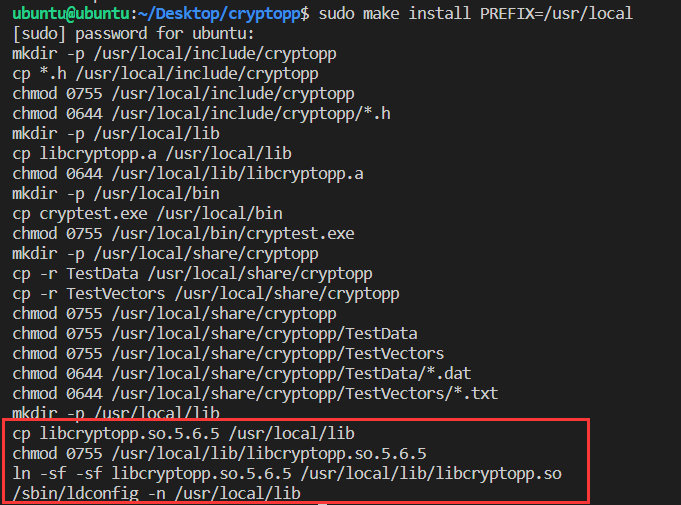 ubuntu@ubuntu:~/Desktop/cryptopp$ sudo make install PREFIX=/usr/local
[sudo] password for ubuntu:
mkdir -p /usr/local/include/cryptopp
cp *.h /usr/local/include/cryptopp
chmod 0755 /usr/local/include/cryptopp
chmod 0644 /usr/local/include/cryptopp/*.h
mkdir -p /usr/local/lib
cp libcryptopp.a /usr/local/lib
chmod 0644 /usr/local/lib/libcryptopp.a
mkdir -p /usr/local/bin
cp cryptest.exe /usr/local/bin
chmod 0755 /usr/local/bin/cryptest.exe
mkdir -p /usr/local/share/cryptopp
cp -r TestData /usr/local/share/cryptopp
cp -r TestVectors /usr/local/share/cryptopp
chmod 0755 /usr/local/share/cryptopp
chmod 0755 /usr/local/share/cryptopp/TestData
chmod 0755 /usr/local/share/cryptopp/TestVectors
chmod 0644 /usr/local/share/cryptopp/TestData/*.dat
chmod 0644 /usr/local/share/cryptopp/TestVectors/*.txt
mkdir -p /usr/local/lib
cp libcryptopp.so.5.6.5 /usr/local/lib
chmod 0755 /usr/local/lib/libcryptopp.so.5.6.5
ln -sf -sf libcryptopp.so.5.6.5 /usr/local/lib/libcryptopp.so
/sbin/ldconfig -n /usr/local/lib